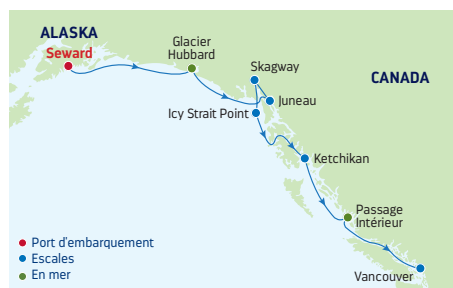 ALASKA
Seward
Glacier
Hubbard
Skagway
CANADA
Juneau
Icy Strait Point
Ketchikan
Passage
Intérieur
Vancouver
Port d'embarquement
Escales
En mer